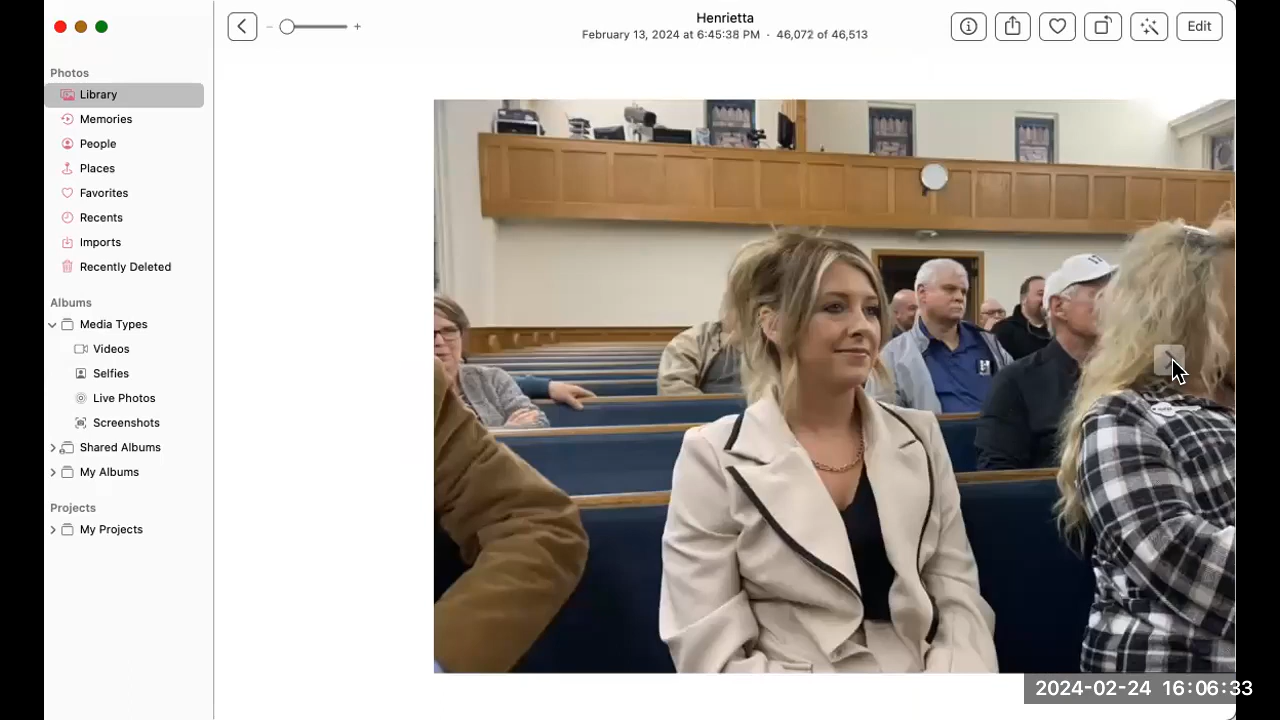 Henrietta
February 13, 2024 at 6:45:38 PM · 46,072 of 46,513
Edit
Photos
Library
Memories
People
Places
Favorites
Recents
Imports
Recently Deleted
Albums
Media Types
Videos
Selfies
Live Photos
Screenshots
Shared Albums
My Albums
Projects
My Projects
2024-02-24 16:06:33